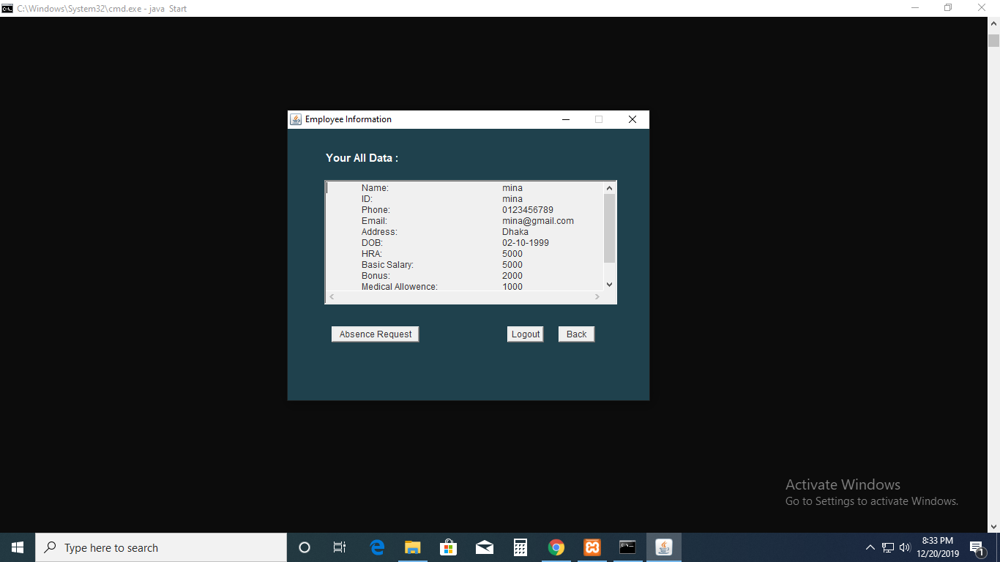 C:\Windows\System32\cmd.exe - java  Start
Employee Information
Your All Data :
Name: mina
ID: mina
Phone: 0123456789
Email: mina@gmail.com
Address: Dhaka
DOB: 02-10-1999
HRA: 5000
Basic Salary: 5000
Bonus: 2000
Medical Allowence: 1000
Absence Request Logout Back
Activate Windows
Go to Settings to activate Windows.
Type here to search
8:33 PM
12/20/2019
1